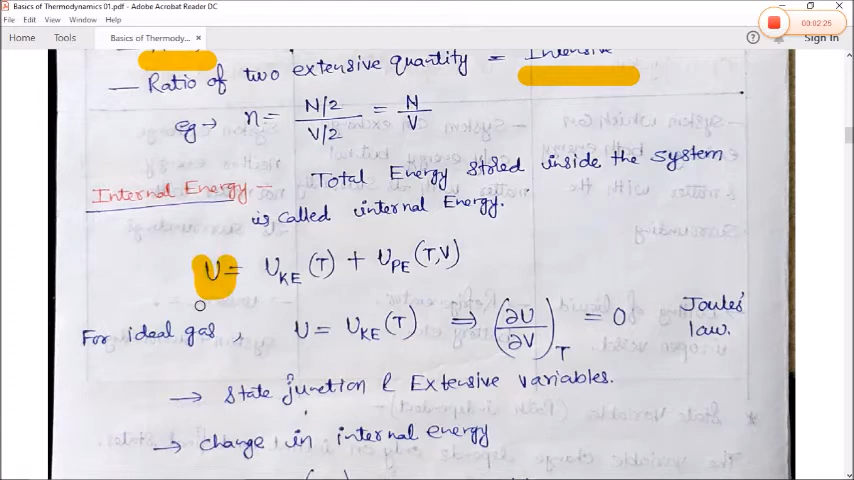 Basics of Thermodynamics 01.pdf - Adobe Acrobat Reader DC
File Edit View Window Help
Home Tools Basics of Thermody... × Sign In
00:02:25
— Ratio of two extensive quantity = Intensive
eg → n = N/2 / V/2 = N / V
Internal Energy - Total Energy stored inside the system
is called internal Energy.
U = U_KE (T) + U_PE (T,V)
For ideal gas, U = U_KE (T) ⟹ (∂U/∂V)_T = 0 Joules' law.
→ State function & Extensive variables.
→ change in internal energy